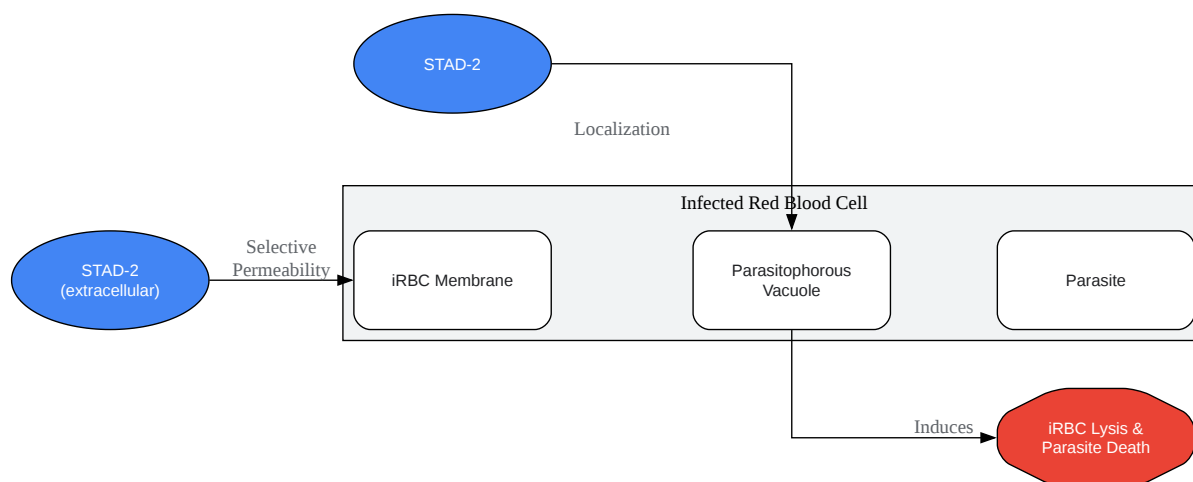 STAD-2
Localization
Infected Red Blood Cell
Selective
Permeability
STAD-2
(extracellular)
iRBC Membrane
Parasitophorous
Vacuole
Parasite
Induces
iRBC Lysis &
Parasite Death